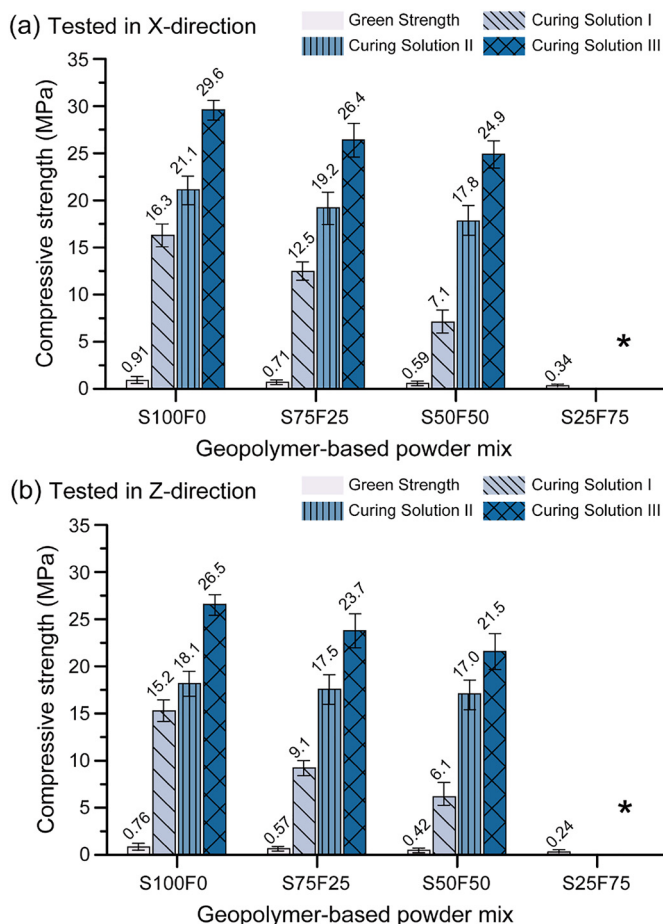 (a) Tested in X-direction
Green Strength
Curing Solution I
Curing Solution II
Curing Solution III
Compressive strength (MPa)
35
30
25
20
15
10
5
0
0.91
16.3
21.1
29.6
0.71
12.5
19.2
26.4
0.59
7.1
17.8
24.9
0.34
*
S100F0
S75F25
S50F50
S25F75
Geopolymer-based powder mix
(b) Tested in Z-direction
Green Strength
Curing Solution I
Curing Solution II
Curing Solution III
Compressive strength (MPa)
35
30
25
20
15
10
5
0
0.76
15.2
18.1
26.5
0.57
9.1
17.5
23.7
0.42
6.1
17.0
21.5
0.24
*
S100F0
S75F25
S50F50
S25F75
Geopolymer-based powder mix